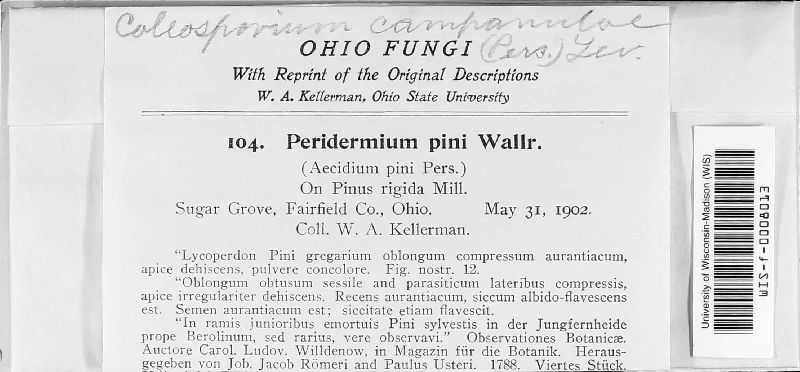 Coleosporium campanulae
(Pers.) Lev.
OHIO FUNGI
With Reprint of the Original Descriptions
W. A. Kellerman, Ohio State University
104. Peridermium pini Wallr.
(Aecidium pini Pers.)
On Pinus rigida Mill.
Sugar Grove, Fairfield Co., Ohio. May 31, 1902.
Coll. W. A. Kellerman.
“Lycoperdon Pini gregarium oblongum compressum aurantiacum,
apice dehiscens, pulvere concolore. Fig. nostr. 12.
“Oblongum obtusum sessile and parasiticum lateribus compressis,
apice irregulariter dehiscens. Recens aurantiacum, siccum albido-flavescens
est. Semen aurantiacum est; siccitate etiam flavescit.
“In ramis junioribus emortuis Pini sylvestis in der Jungfernheide
prope Berolinum, sed rarius, vere observavi.” Observationes Botanicæ.
Auctore Carol. Ludov. Willdenow, in Magazin für die Botanik. Heraus-
gegeben von Job. Jacob Römeri and Paulus Usteri. 1788. Viertes Stück.
University of Wisconsin-Madison (WIS)
WIS-f-0008013